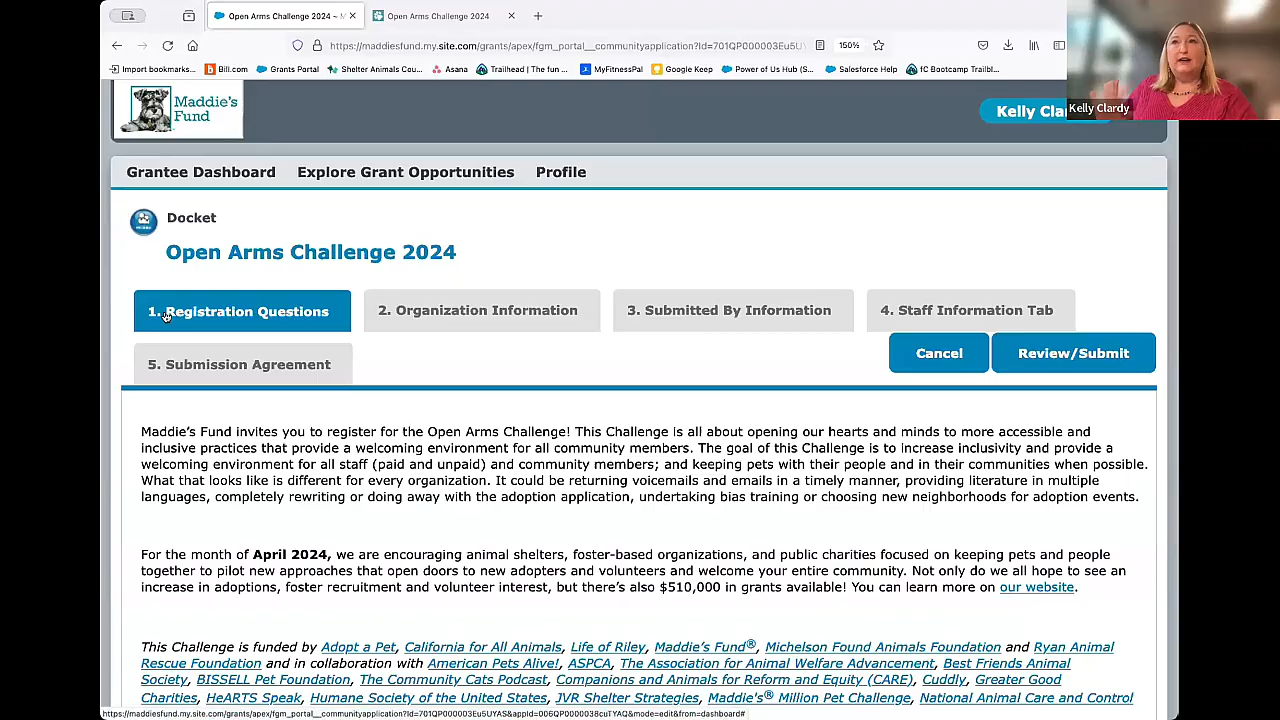 Open Arms Challenge 2024 ~ M
Open Arms Challenge 2024
https://maddiesfund.my.site.com/grants/apex/fgm_portal__communityapplication?Id=701QP000003Eu5U
150%
Import bookmarks...
Bill.com
Grants Portal
Shelter Animals Cou...
Asana
Trailhead | The fun ...
MyFitnessPal
Google Keep
Power of Us Hub (S...
Salesforce Help
fC Bootcamp Trailbl...
Kelly Clardy
Maddie's
Fund
Kelly Cla
Grantee Dashboard
Explore Grant Opportunities
Profile
Docket
Open Arms Challenge 2024
1. Registration Questions
2. Organization Information
3. Submitted By Information
4. Staff Information Tab
Cancel
Review/Submit
5. Submission Agreement
Maddie's Fund invites you to register for the Open Arms Challenge! This Challenge is all about opening our hearts and minds to more accessible and
inclusive practices that provide a welcoming environment for all community members. The goal of this Challenge is to increase inclusivity and provide a
welcoming environment for all staff (paid and unpaid) and community members; and keeping pets with their people and in their communities when possible.
What that looks like is different for every organization. It could be returning voicemails and emails in a timely manner, providing literature in multiple
languages, completely rewriting or doing away with the adoption application, undertaking bias training or choosing new neighborhoods for adoption events.
For the month of April 2024, we are encouraging animal shelters, foster-based organizations, and public charities focused on keeping pets and people
together to pilot new approaches that open doors to new adopters and volunteers and welcome your entire community. Not only do we all hope to see an
increase in adoptions, foster recruitment and volunteer interest, but there's also $510,000 in grants available! You can learn more on our website.
This Challenge is funded by Adopt a Pet, California for All Animals, Life of Riley, Maddie's Fund®, Michelson Found Animals Foundation and Ryan Animal
Rescue Foundation and in collaboration with American Pets Alive!, ASPCA, The Association for Animal Welfare Advancement, Best Friends Animal
Society, BISSELL Pet Foundation, The Community Cats Podcast, Companions and Animals for Reform and Equity (CARE), Cuddly, Greater Good
Charities, HeARTS Speak, Humane Society of the United States, JVR Shelter Strategies, Maddie's® Million Pet Challenge, National Animal Care and Control
https://maddiesfund.my.site.com/grants/apex/fgm_portal__communityapplication?Id=701QP000003Eu5UYAS&appId=006QP0000038cuTYAQ&mode=edit&from=dashboard#